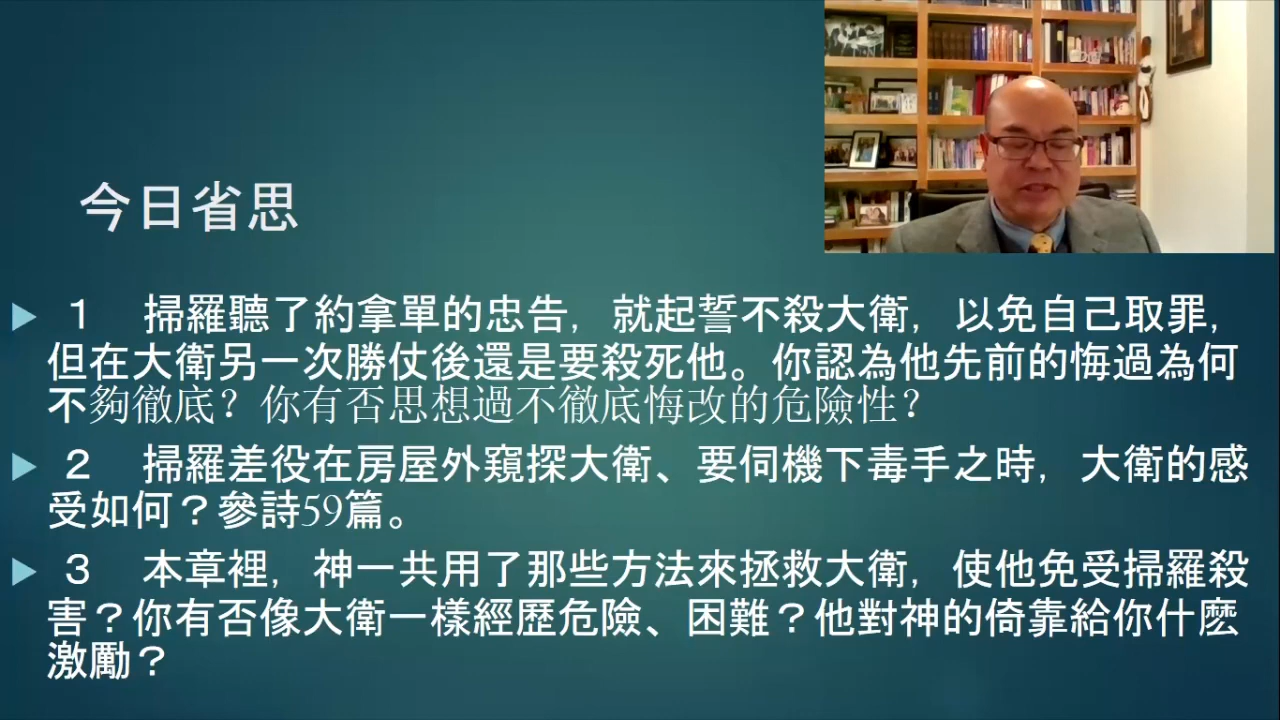 今日省思
１ 掃羅聽了約拿單的忠告，就起誓不殺大衛，以免自己取罪，
但在大衛另一次勝仗後還是要殺死他。你認為他先前的悔過為何
不夠徹底？你有否思想過不徹底悔改的危險性？
２ 掃羅差役在房屋外窺探大衛、要伺機下毒手之時，大衛的感
受如何？參詩59篇。
３ 本章裡，神一共用了那些方法來拯救大衛，使他免受掃羅殺
害？你有否像大衛一樣經歷危險、困難？他對神的倚靠給你什麽
激勵？